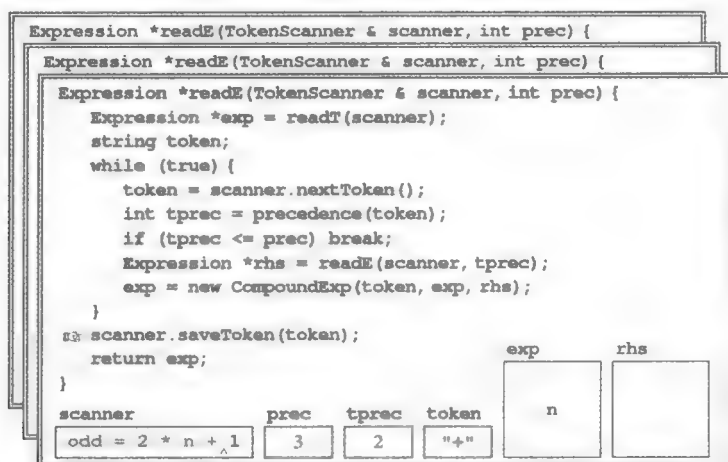 Expression *readE(TokenScanner & scanner, int prec) {
Expression *readE(TokenScanner & scanner, int prec) {
Expression *readE(TokenScanner & scanner, int prec) {
Expression *exp = readT(scanner);
string token;
while (true) {
token = scanner.nextToken();
int tprec = precedence(token);
if (tprec <= prec) break;
Expression *rhs = readE(scanner, tprec);
exp = new CompoundExp(token, exp, rhs);
}
scanner.saveToken(token);
return exp;
}
exp rhs
n
scanner prec tprec token
odd = 2 * n +^1 3 2 "+"